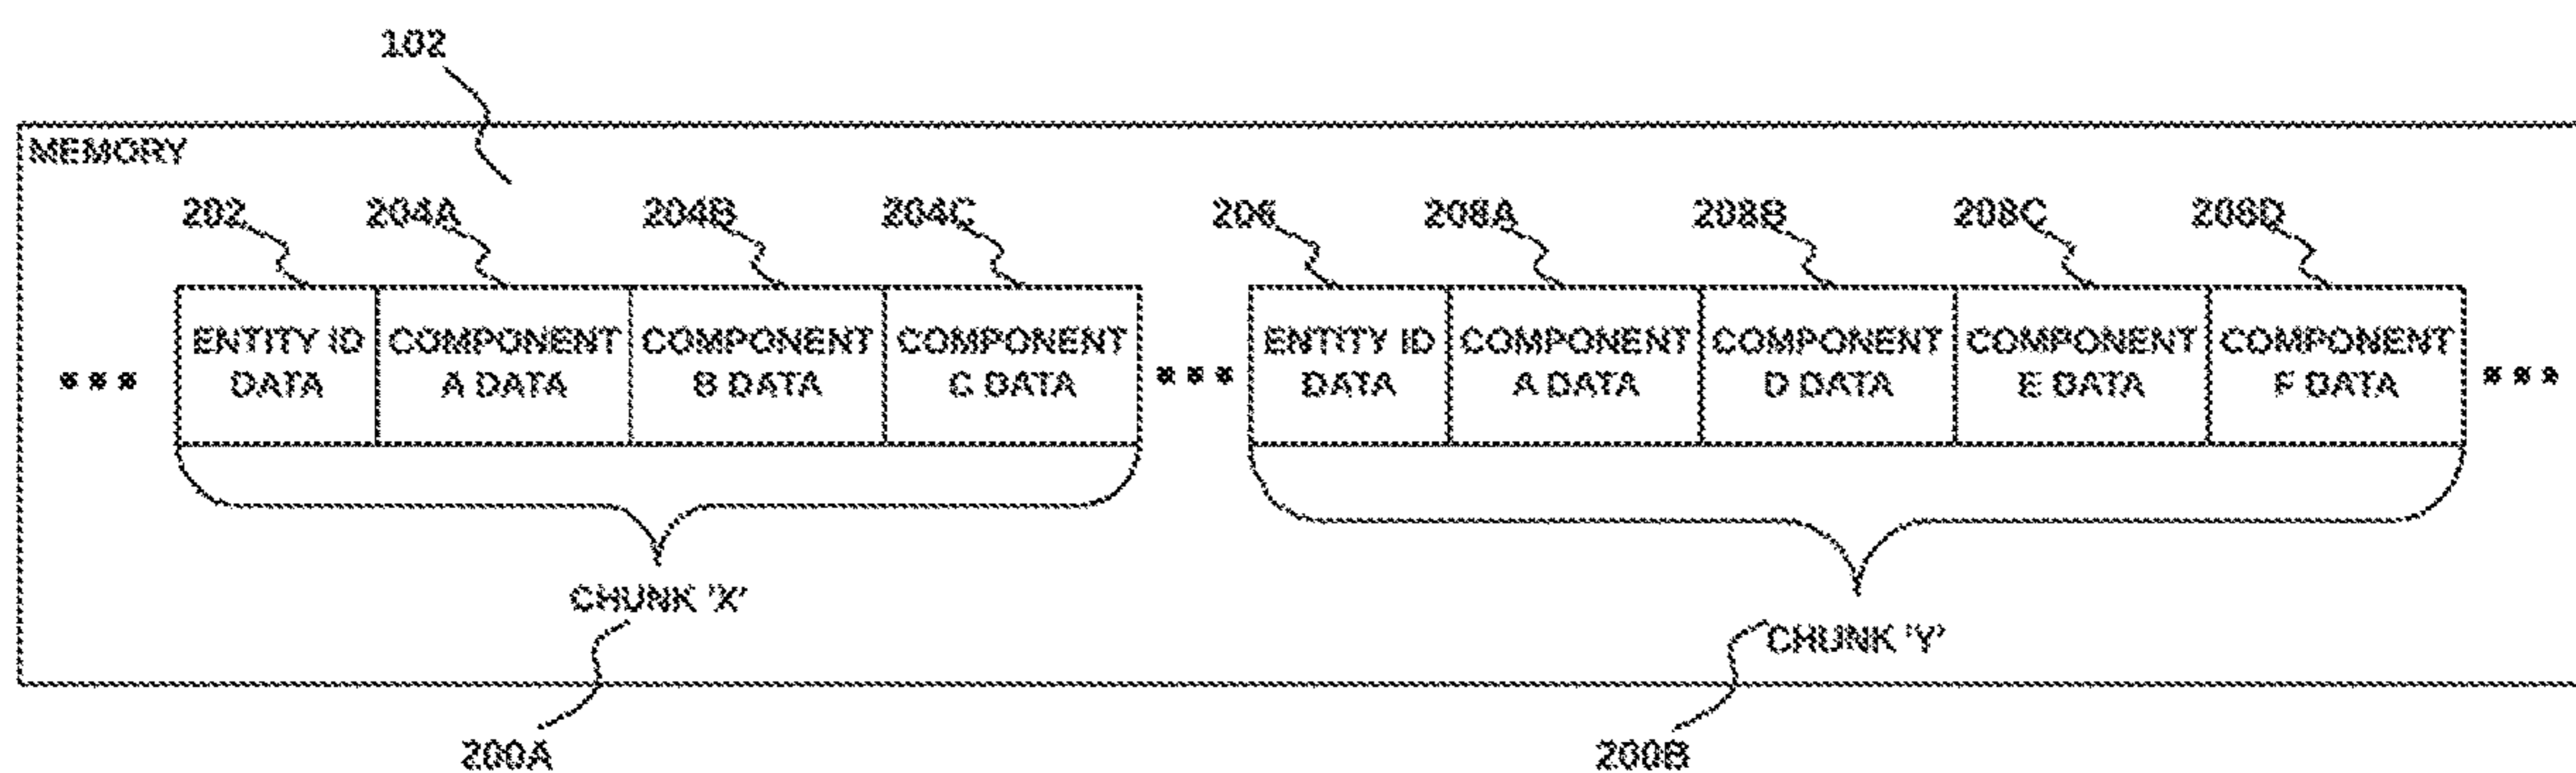 102
MEMORY
202 204A 204B 204C 206 208A 208B 208C 208D
ENTITY ID COMPONENT COMPONENT COMPONENT ENTITY ID COMPONENT COMPONENT COMPONENT COMPONENT
DATA A DATA B DATA C DATA DATA A DATA D DATA E DATA F DATA
CHUNK 'X'
CHUNK 'Y'
200A 200B